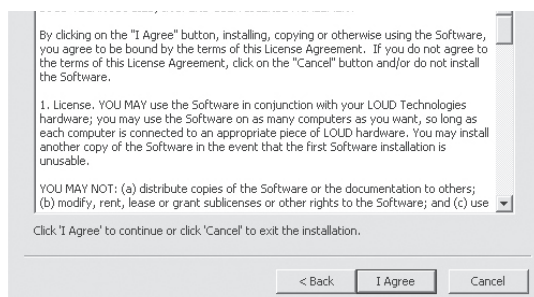 By clicking on the "I Agree" button, installing, copying or otherwise using the Software,
you agree to be bound by the terms of this License Agreement.  If you do not agree to
the terms of this License Agreement, click on the "Cancel" button and/or do not install
the Software.
1. License. YOU MAY use the Software in conjunction with your LOUD Technologies
hardware; you may use the Software on as many computers as you want, so long as
each computer is connected to an appropriate piece of LOUD hardware. You may install
another copy of the Software in the event that the first Software installation is
unusable.
YOU MAY NOT: (a) distribute copies of the Software or the documentation to others;
(b) modify, rent, lease or grant sublicenses or other rights to the Software; and (c) use
Click 'I Agree' to continue or click 'Cancel' to exit the installation.
< Back
I Agree
Cancel